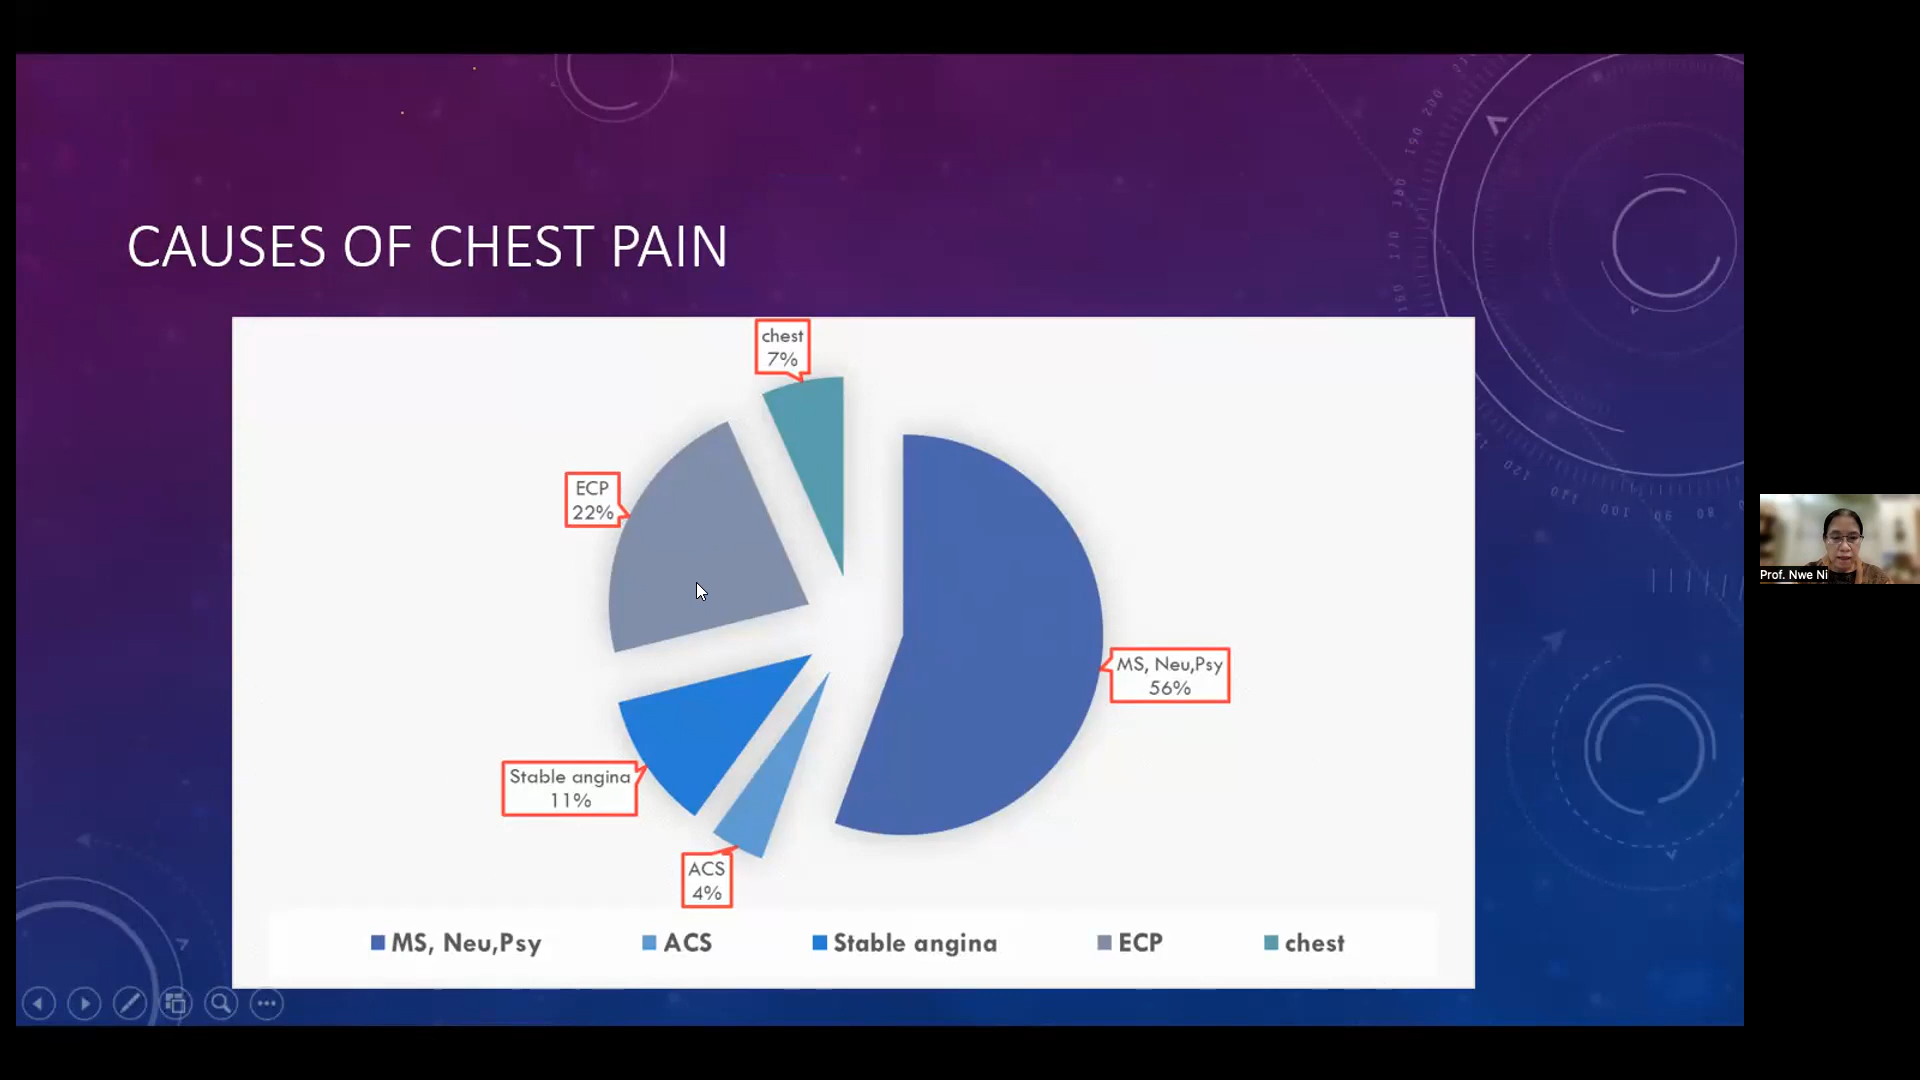 CAUSES OF CHEST PAIN
chest
7%
ECP
22%
MS, Neu,Psy
56%
Stable angina
11%
ACS
4%
MS, Neu,Psy
ACS
Stable angina
ECP
chest
Prof. Nwe Ni